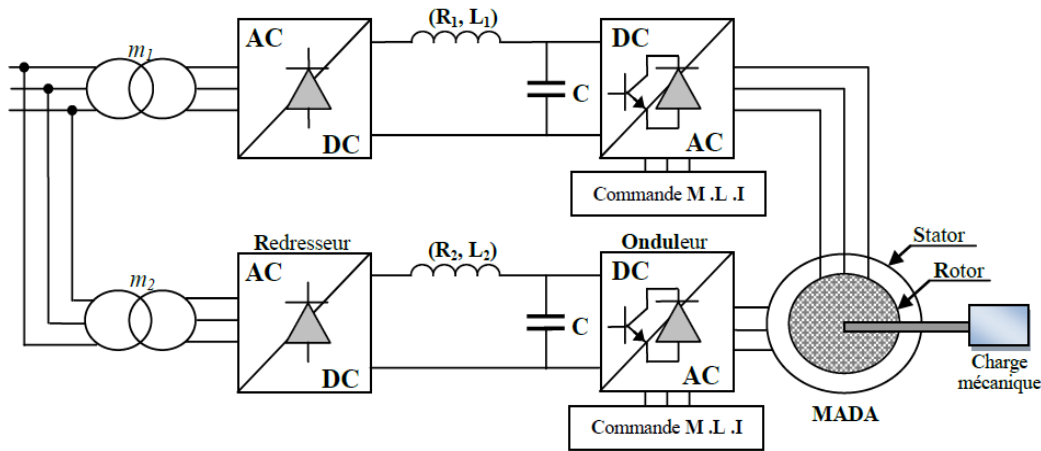 m1
AC
DC
(R1, L1)
C
DC
AC
Commande M .L .I
Redresseur
m2
AC
DC
(R2, L2)
C
Onduleur
DC
AC
Commande M .L .I
Stator
Rotor
Charge
mécanique
MADA